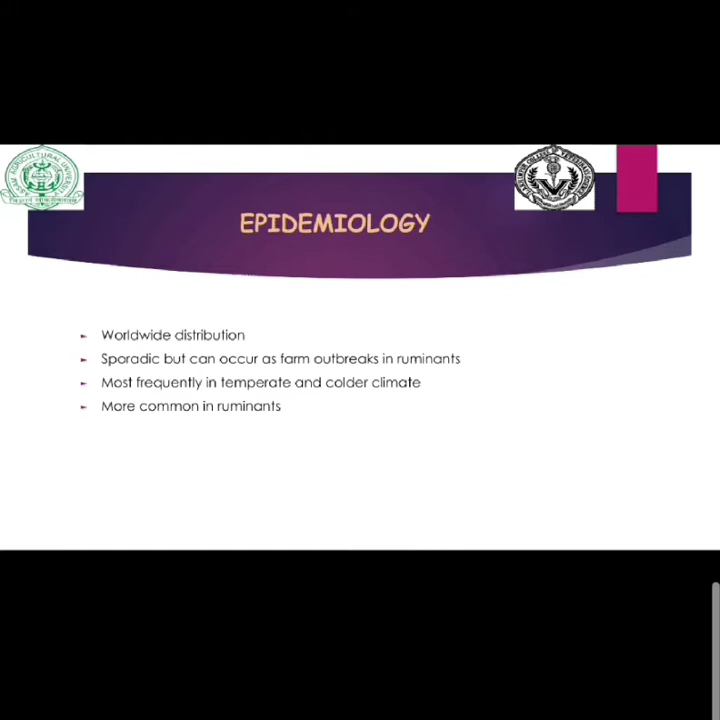 EPIDEMIOLOGY
► Worldwide distribution
► Sporadic but can occur as farm outbreaks in ruminants
► Most frequently in temperate and colder climate
► More common in ruminants